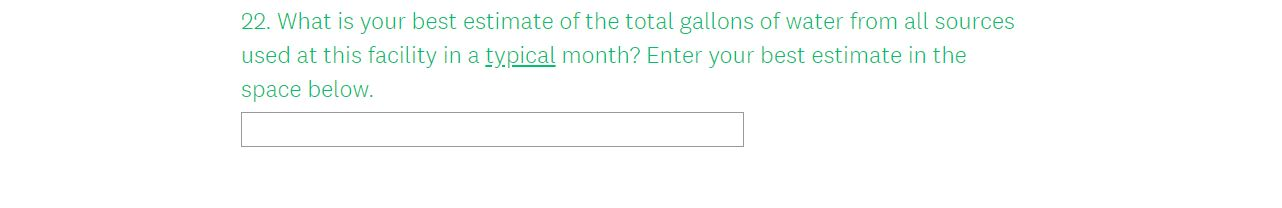 22. What is your best estimate of the total gallons of water from all sources
used at this facility in a typical month? Enter your best estimate in the
space below.